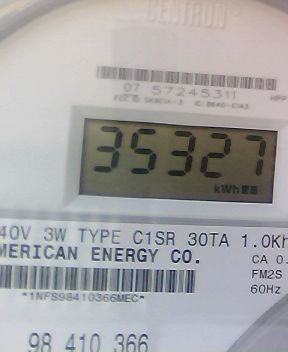 CENTRON
07 57245311
35327
kWh
40V 3W TYPE C1SR 30TA 1.0Kh
MERICAN ENERGY CO.
CA 0.
FM2S
60Hz
*1NFS98410366MEC*
98 410 366